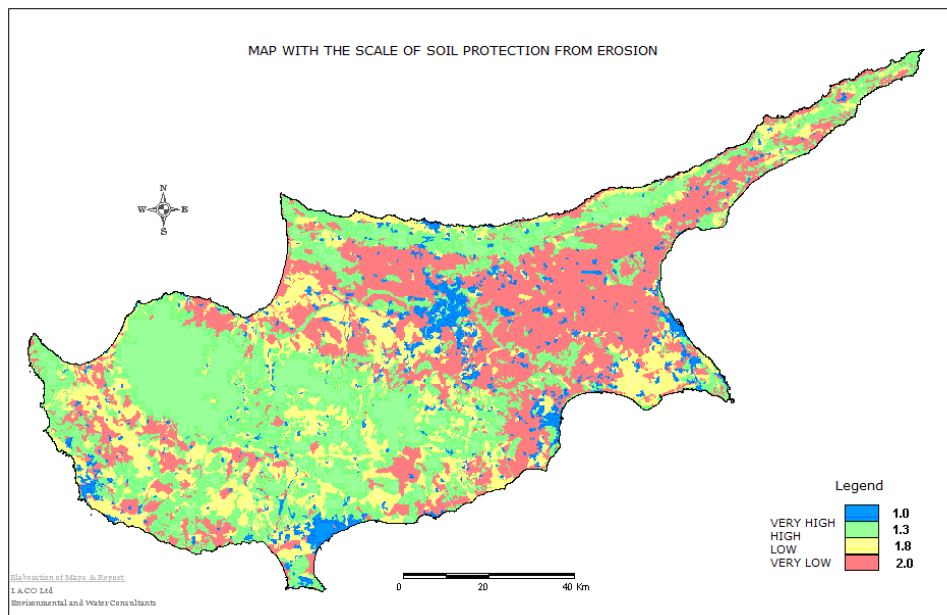 MAP WITH THE SCALE OF SOIL PROTECTION FROM EROSION
N
W E
S
Legend
VERY HIGH 1.0
HIGH 1.3
LOW 1.8
VERY LOW 2.0
0 20 40 Km
Elaboration of Maps & Report
I.A.CO Ltd
Environmental and Water Consultants